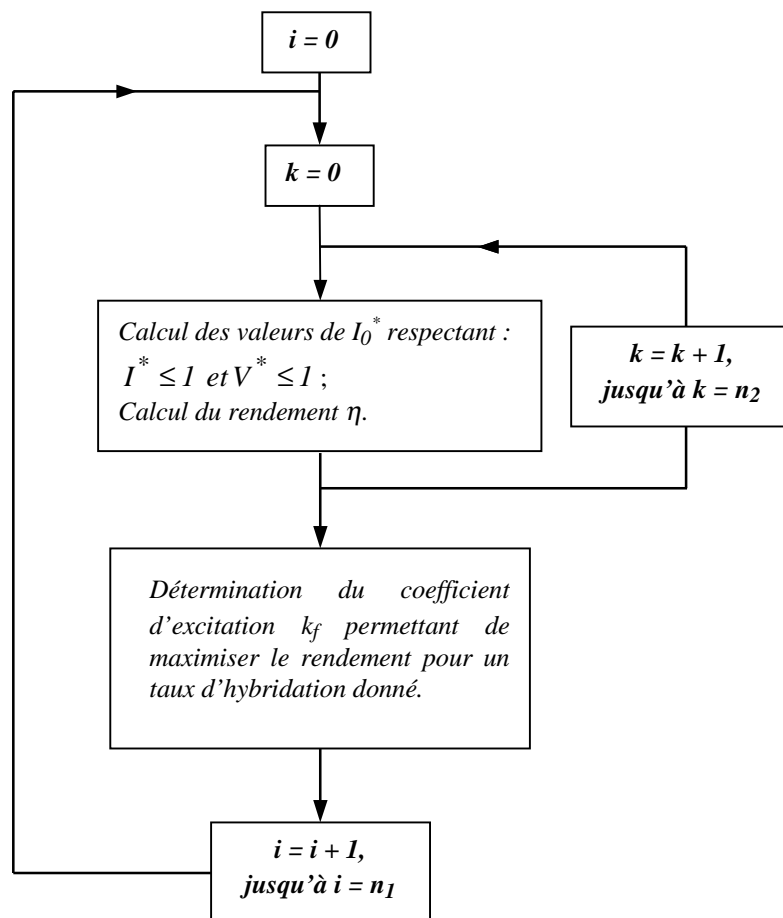 i = 0
k = 0
Calcul des valeurs de I₀* respectant :
I* ≤ 1 et V* ≤ 1 ;
Calcul du rendement η.
k = k + 1,
jusqu’à k = n₂
Détermination du coefficient
d’excitation k_f permettant de
maximiser le rendement pour un
taux d’hybridation donné.
i = i + 1,
jusqu’à i = n₁